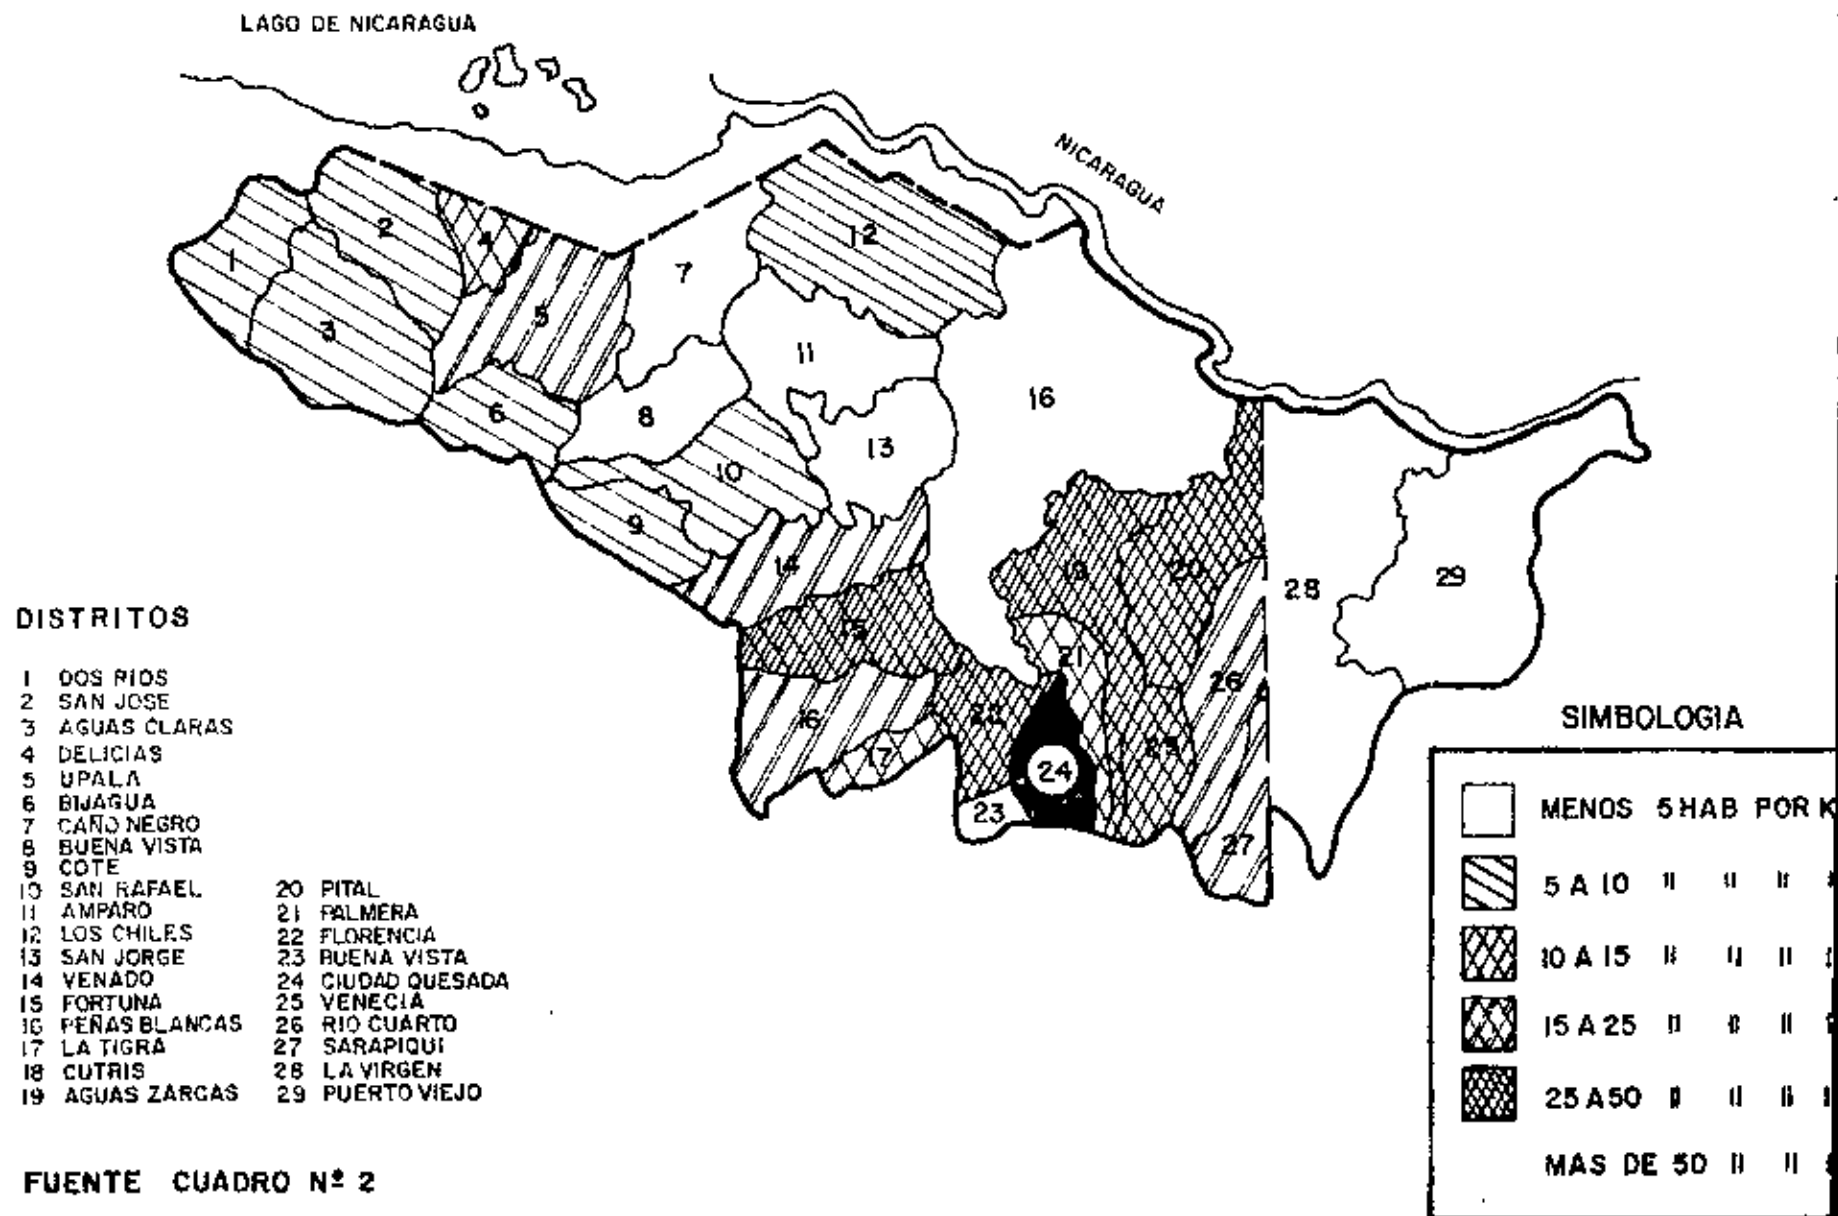 LAGO DE NICARAGUA
NICARAGUA
1
2
3
4
5
6
7
8
9
10
11
12
13
14
15
16
17
16
19
20
21
22
23
24
25
26
27
28
29
DISTRITOS
1 DOS RIOS
2 SAN JOSE
3 AGUAS CLARAS
4 DELICIAS
5 UPALA
6 BIJAGUA
7 CAÑO NEGRO
8 BUENA VISTA
9 COTE
10 SAN RAFAEL
11 AMPARO
12 LOS CHILES
13 SAN JORGE
14 VENADO
15 FORTUNA
16 PEÑAS BLANCAS
17 LA TIGRA
18 CUTRIS
19 AGUAS ZARCAS
20 PITAL
21 PALMERA
22 FLORENCIA
23 BUENA VISTA
24 CIUDAD QUESADA
25 VENECIA
26 RIO CUARTO
27 SARAPIQUI
28 LA VIRGEN
29 PUERTO VIEJO
FUENTE CUADRO Nº 2
SIMBOLOGIA
MENOS 5 HAB POR K
5 A 10 " " " "
10 A 15 " " " "
15 A 25 " " " "
25 A 50 " " " "
MAS DE 50 " " "